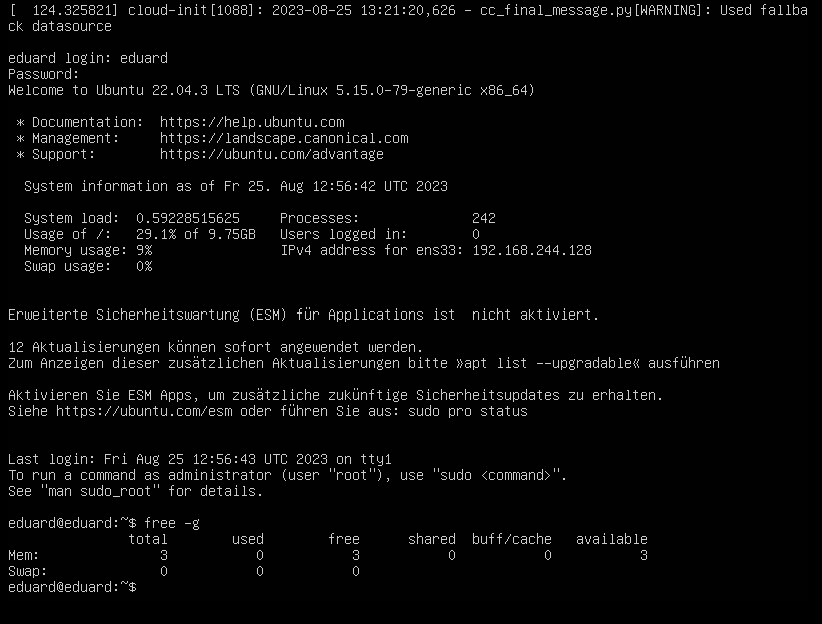 [  124.325821] cloud-init[1088]: 2023-08-25 13:21:20,626 - cc_final_message.py[WARNING]: Used fallba
ck datasource
eduard login: eduard
Password:
Welcome to Ubuntu 22.04.3 LTS (GNU/Linux 5.15.0-79-generic x86_64)
* Documentation:  https://help.ubuntu.com
* Management:     https://landscape.canonical.com
* Support:        https://ubuntu.com/advantage
System information as of Fr 25. Aug 12:56:42 UTC 2023
System load:  0.59228515625     Processes:              242
Usage of /:   29.1% of 9.75GB   Users logged in:        0
Memory usage: 9%                IPv4 address for ens33: 192.168.244.128
Swap usage:   0%
Erweiterte Sicherheitswartung (ESM) für Applications ist  nicht aktiviert.
12 Aktualisierungen können sofort angewendet werden.
Zum Anzeigen dieser zusätzlichen Aktualisierungen bitte »apt list --upgradable« ausführen
Aktivieren Sie ESM Apps, um zusätzliche zukünftige Sicherheitsupdates zu erhalten.
Siehe https://ubuntu.com/esm oder führen Sie aus: sudo pro status
Last login: Fri Aug 25 12:56:43 UTC 2023 on tty1
To run a command as administrator (user "root"), use "sudo <command>".
See "man sudo_root" for details.
eduard@eduard:~$ free -g
               total        used        free      shared  buff/cache   available
Mem:               3           0           3           0           0           3
Swap:              0           0           0
eduard@eduard:~$